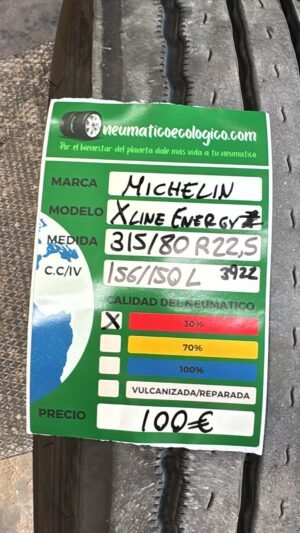 neumaticoecologico.com
Por el bienestar del planeta dale más vida a tu neumatico
MARCA MICHELIN
MODELO XLINE ENERGY Z
MEDIDA 315/80 R22,5
C.C/IV 156/150 L 3922
CALIDAD DEL NEUMATICO
X 30%
70%
100%
VULCANIZADA/REPARADA
PRECIO 100€